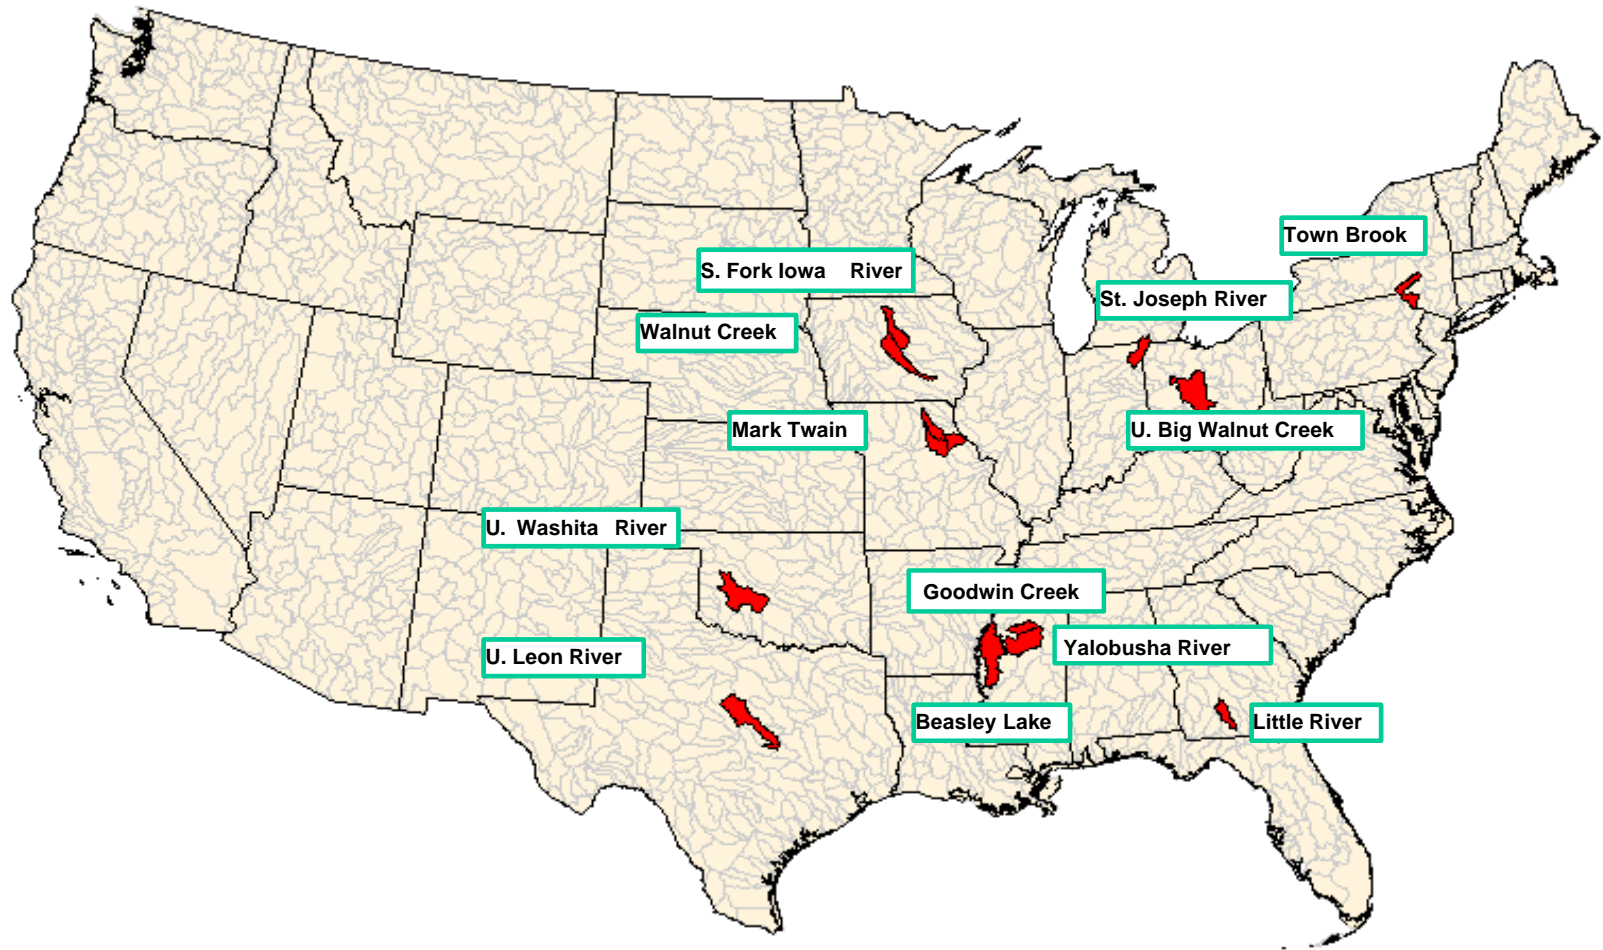 Town Brook
S. Fork Iowa River
St. Joseph River
Walnut Creek
Mark Twain
U. Big Walnut Creek
U. Washita River
Goodwin Creek
Yalobusha River
U. Leon River
Beasley Lake
Little River